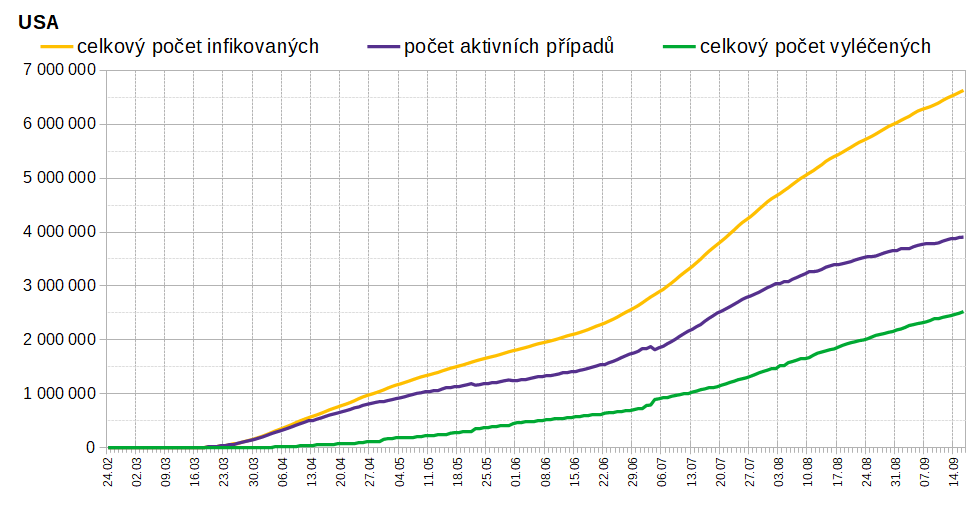 USA
celkový počet infikovaných počet aktivních případů celkový počet vyléčených
7 000 000
6 000 000
5 000 000
4 000 000
3 000 000
2 000 000
1 000 000
0
24.02 02.03 09.03 16.03 23.03 30.03 06.04 13.04 20.04 27.04 04.05 11.05 18.05 25.05 01.06 08.06 15.06 22.06 29.06 06.07 13.07 20.07 27.07 03.08 10.08 17.08 24.08 31.08 07.09 14.09